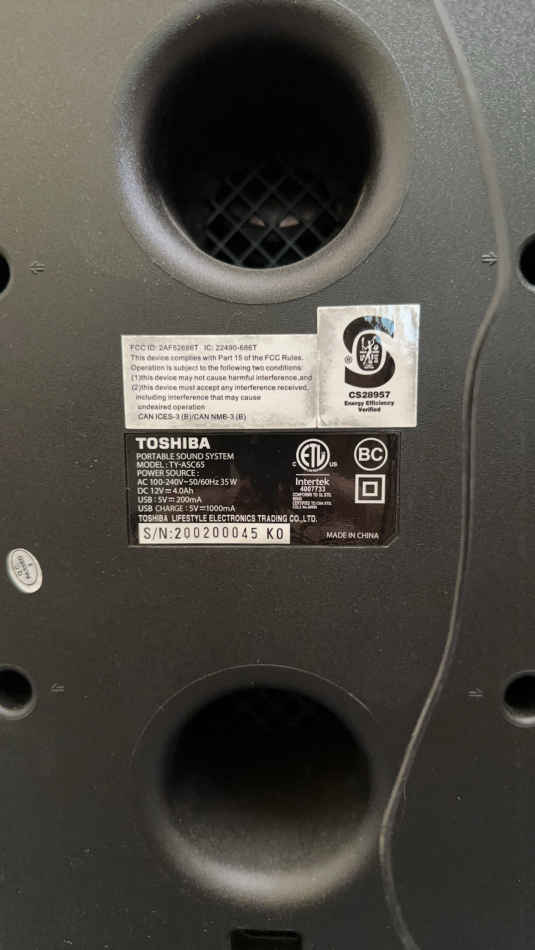 FCC ID: 2AF52686T IC: 22490-686T
This device complies with Part 15 of the FCC Rules.
Operation is subject to the following two conditions:
(1)this device may not cause harmful interference,and
(2)this device must accept any interference received,
including interference that may cause
undeaired operation
CAN ICES-3 (B)/CAN NMB-3 (B)
S
®
CS28957
Energy Efficiency
Verified
TOSHIBA
PORTABLE SOUND SYSTEM
MODEL: TY-ASC65
POWER SOURCE :
AC 100-240V~50/60Hz 35W
DC 12V⎓4.0Ah
USB : 5V⎓200mA
USB CHARGE : 5V⎓1000mA
TOSHIBA LIFESTYLE ELECTRONICS TRADING CO.,LTD.
S/N:200200045 K0
C ETL US
Intertek
4007733
BC
MADE IN CHINA